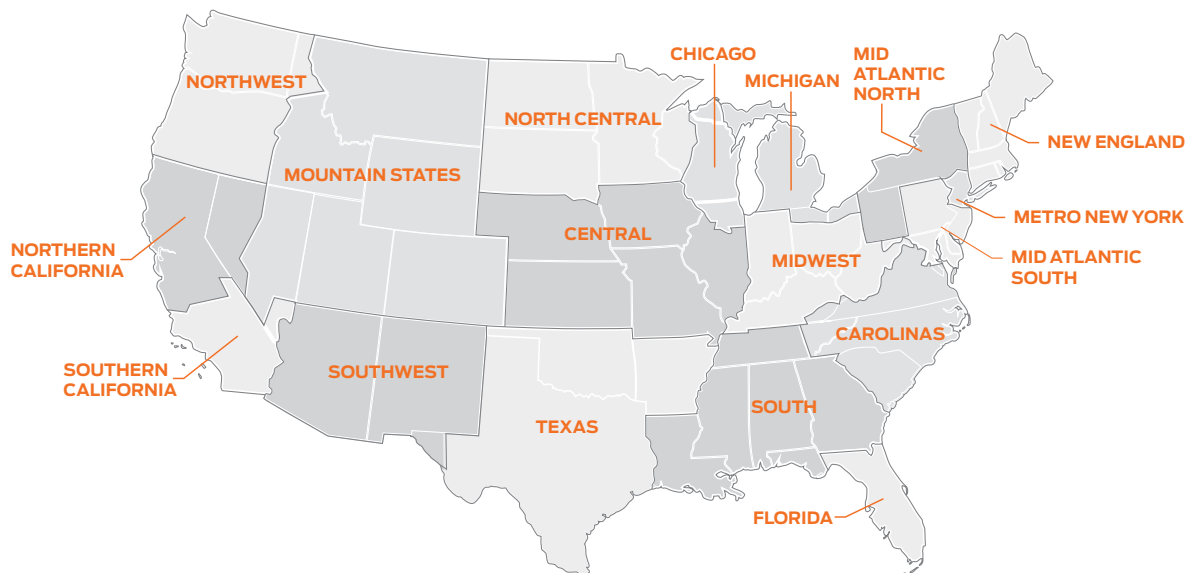 CHICAGO
MID
ATLANTIC
NORTH
MICHIGAN
NORTHWEST
NORTH CENTRAL
NEW ENGLAND
MOUNTAIN STATES
METRO NEW YORK
CENTRAL
NORTHERN
CALIFORNIA
MIDWEST
MID ATLANTIC
SOUTH
CAROLINAS
SOUTHERN
CALIFORNIA
SOUTHWEST
SOUTH
TEXAS
FLORIDA